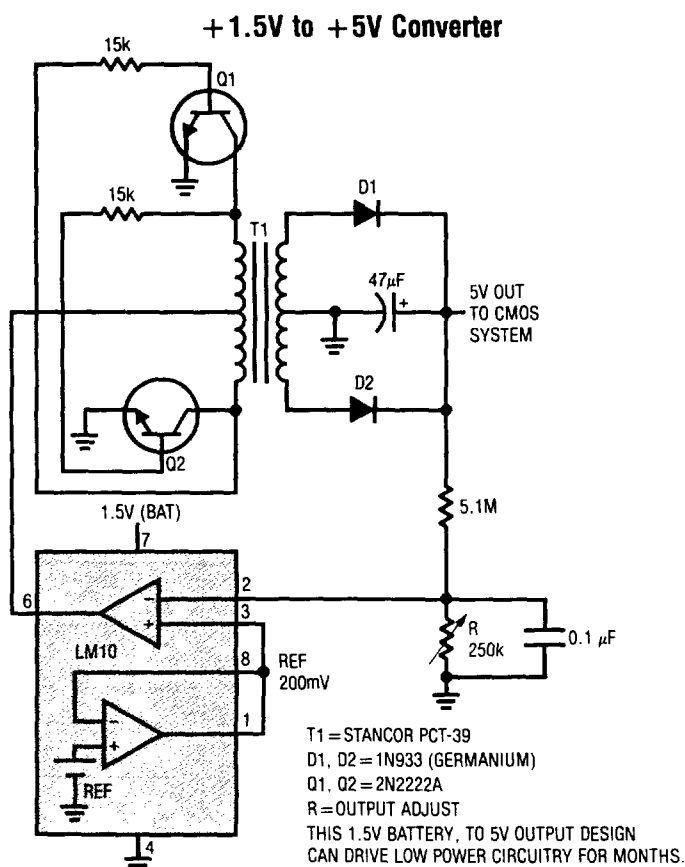 +1.5V to +5V Converter
15k
Q1
15k
D1
T1
47µF
+
5V OUT
TO CMOS
SYSTEM
D2
Q2
5.1M
1.5V (BAT)
7
6
2
−
3
+
LM10
8
REF
200mV
R
250k
0.1 µF
−
+
1
REF
4
T1=STANCOR PCT-39
D1, D2=1N933 (GERMANIUM)
Q1, Q2=2N2222A
R=OUTPUT ADJUST
THIS 1.5V BATTERY, TO 5V OUTPUT DESIGN
CAN DRIVE LOW POWER CIRCUITRY FOR MONTHS.